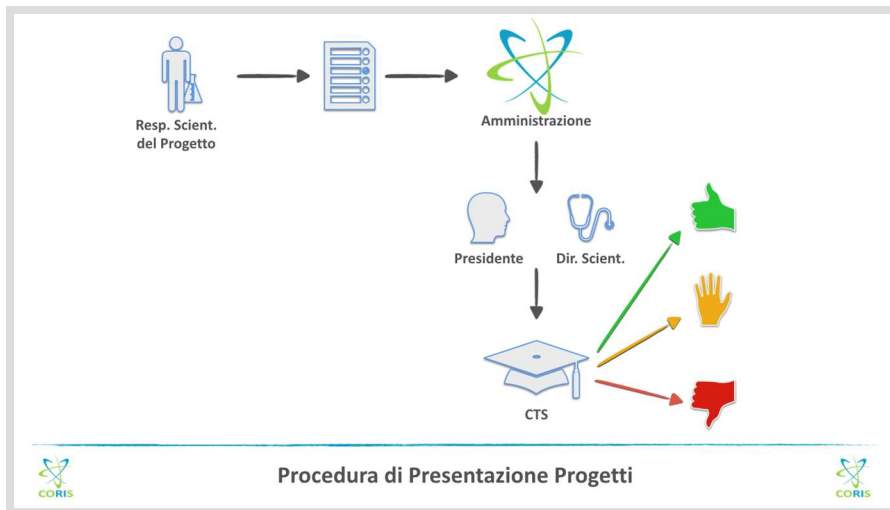 Resp. Scient.
del Progetto
Amministrazione
Presidente
Dir. Scient.
CTS
Procedura di Presentazione Progetti
CORIS
CORIS